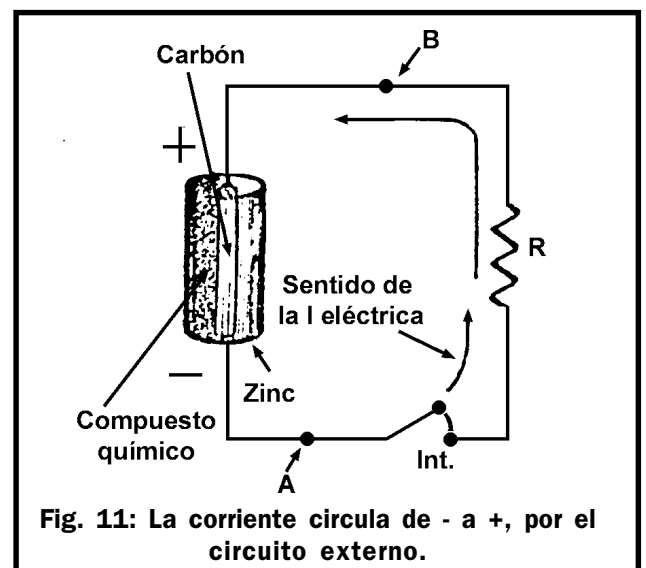 Carbón
B
+
R
Sentido de
la I eléctrica
−
Zinc
Compuesto
químico
Int.
A
Fig. 11: La corriente circula de - a +, por el
circuito externo.